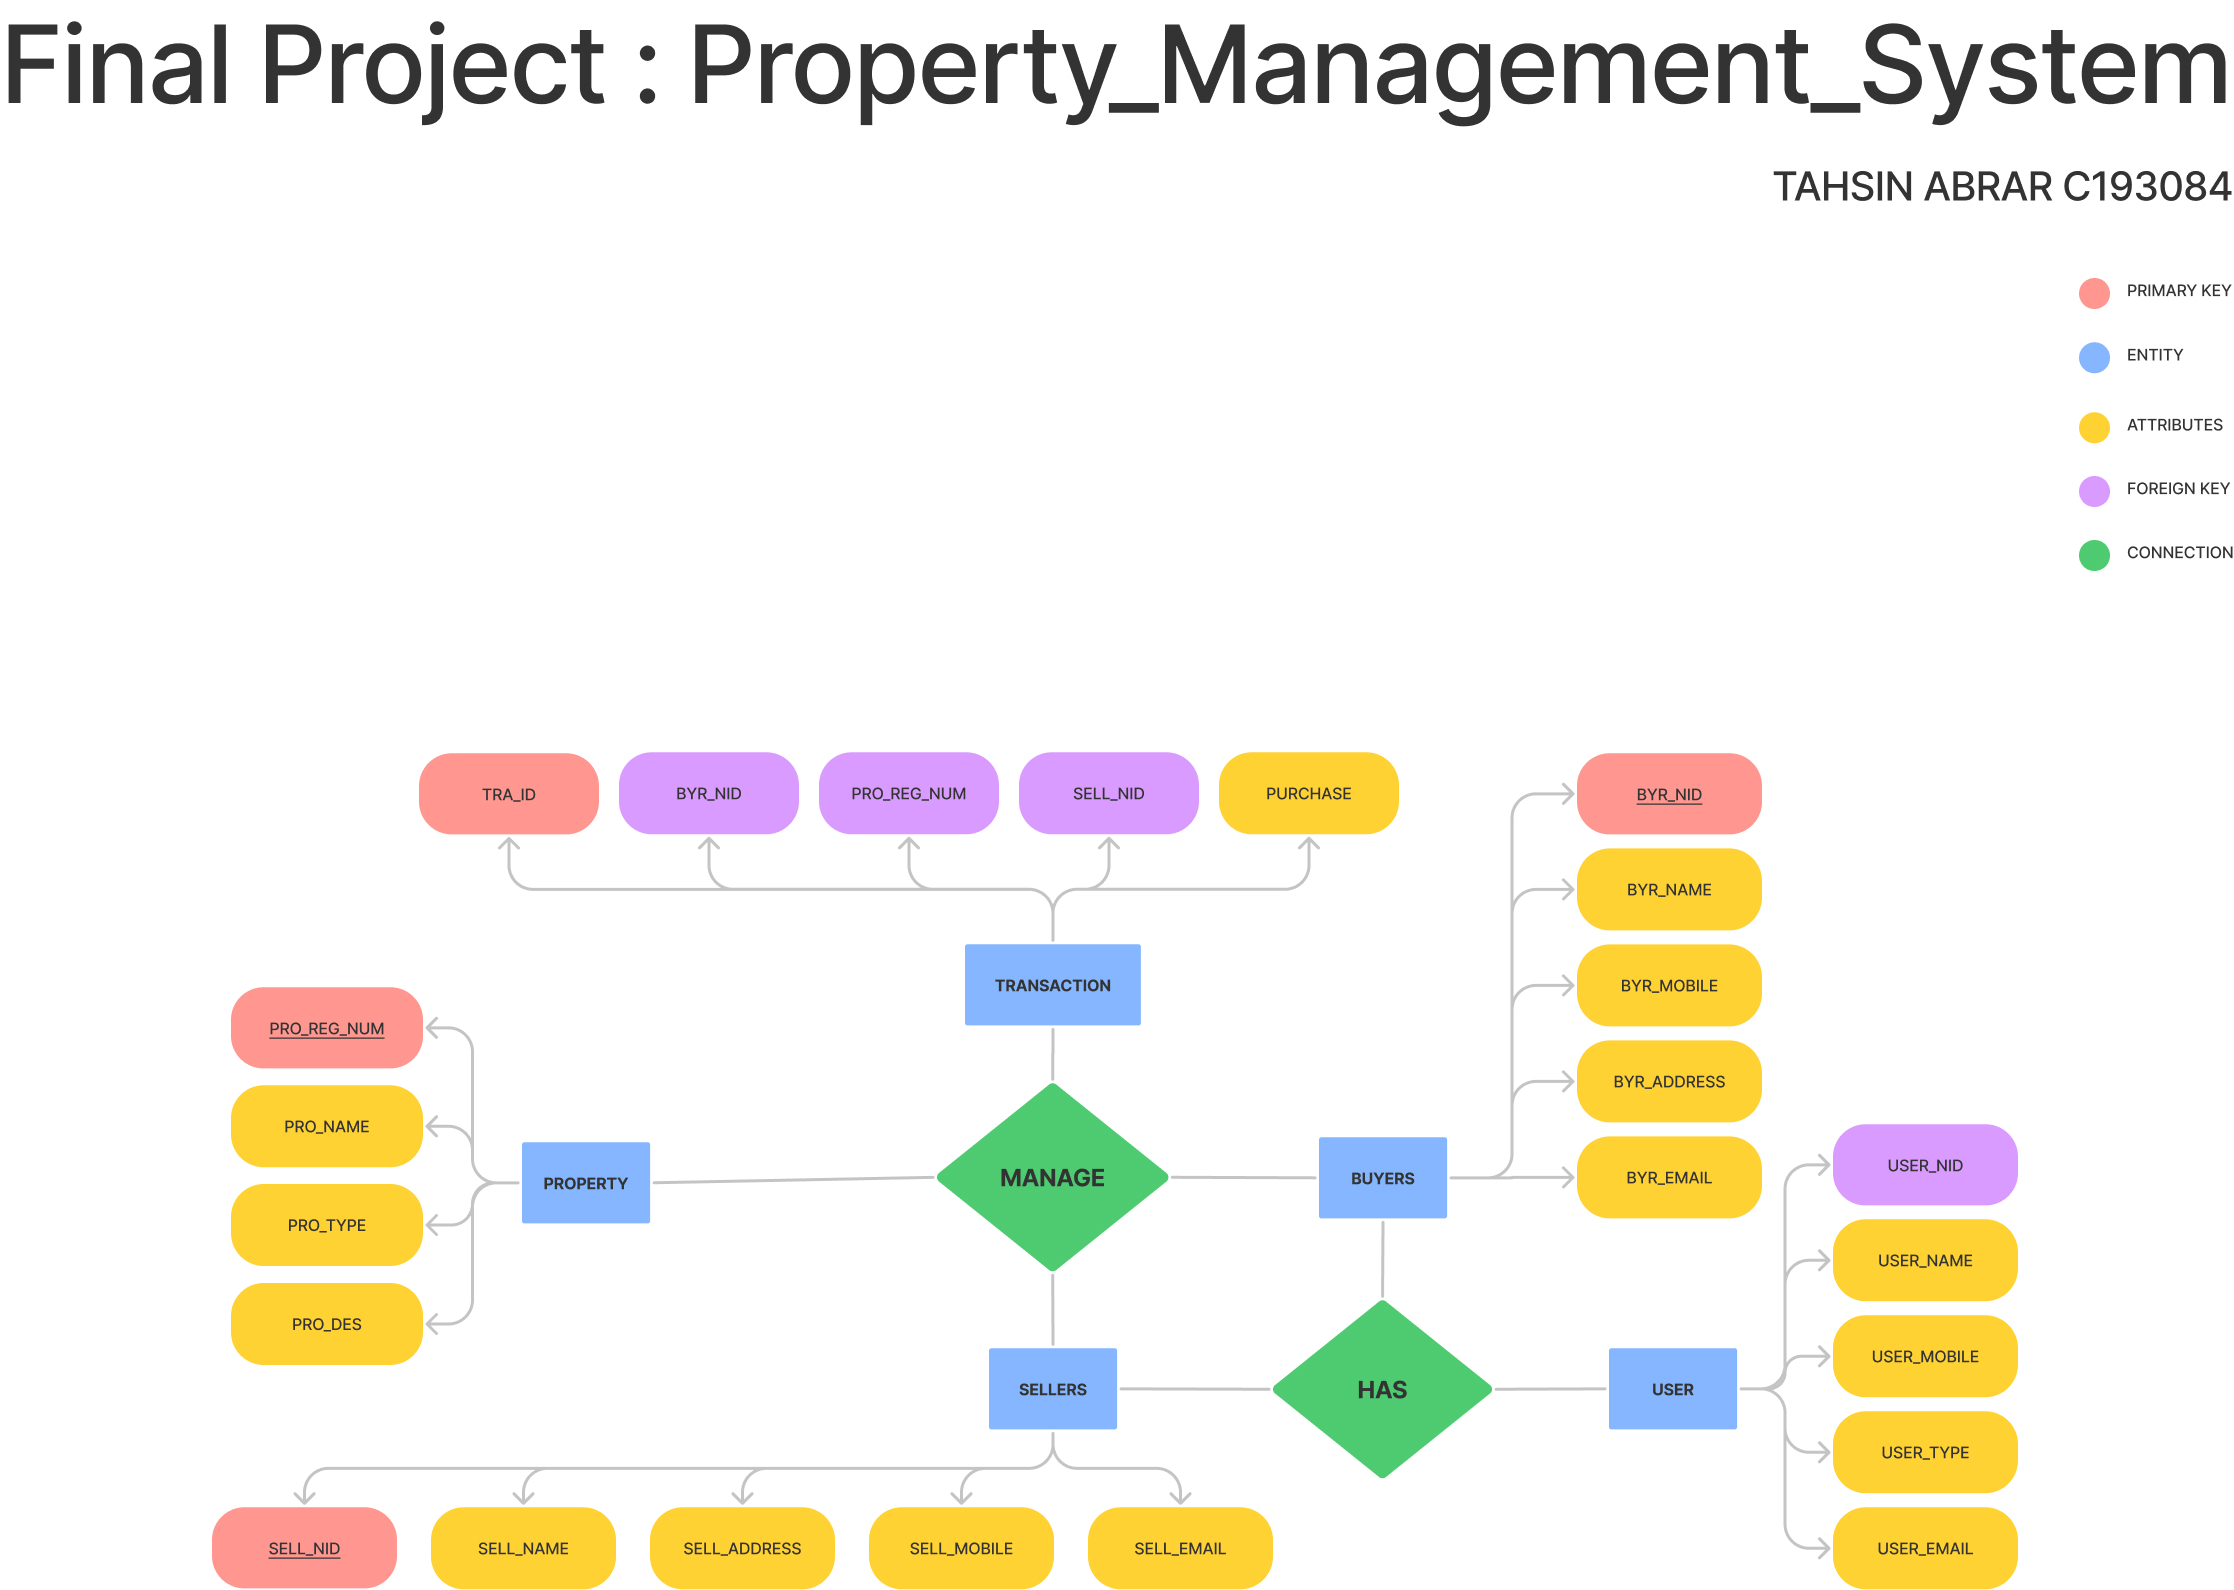 Final Project : Property_Management_System
TAHSIN ABRAR C193084
PRIMARY KEY
ENTITY
ATTRIBUTES
FOREIGN KEY
CONNECTION
TRA_ID
BYR_NID
PRO_REG_NUM
SELL_NID
PURCHASE
BYR_NID
BYR_NAME
BYR_MOBILE
BYR_ADDRESS
BYR_EMAIL
TRANSACTION
PRO_REG_NUM
PRO_NAME
PRO_TYPE
PRO_DES
PROPERTY
MANAGE
BUYERS
USER_NID
USER_NAME
USER_MOBILE
USER_TYPE
USER_EMAIL
SELLERS
HAS
USER
SELL_NID
SELL_NAME
SELL_ADDRESS
SELL_MOBILE
SELL_EMAIL